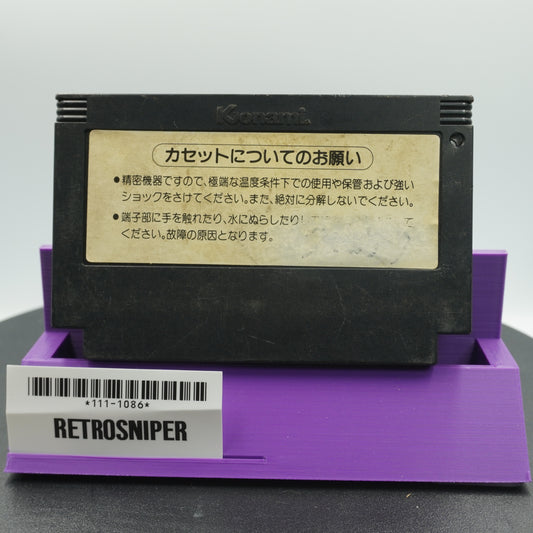 Konami
カセットについてのお願い
●精密機器ですので、極端な温度条件下での使用や保管および強い
ショックをさけてください。また、絶対に分解しないでください。
●端子部に手を触れたり、水にぬらしたり
ください。故障の原因となります。
*111-1086*
RETROSNIPER